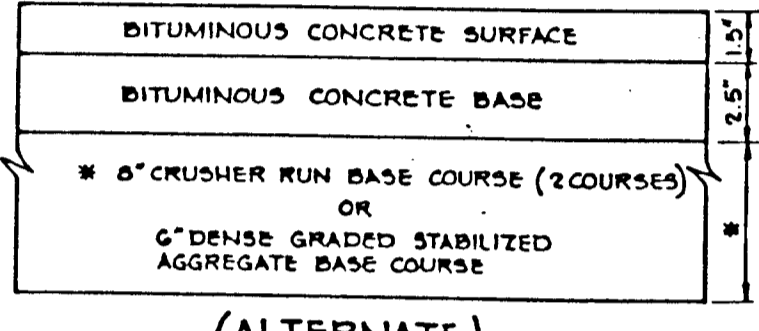 BITUMINOUS CONCRETE SURFACE
1.5"
BITUMINOUS CONCRETE BASE
2.5"
* 8" CRUSHER RUN BASE COURSE (2 COURSES)
OR
6" DENSE GRADED STABILIZED
AGGREGATE BASE COURSE
*
(ALTERNATE)